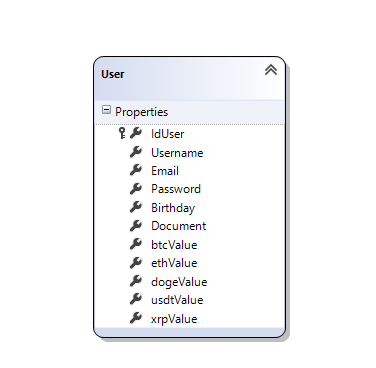 User
Properties
IdUser
Username
Email
Password
Birthday
Document
btcValue
ethValue
dogeValue
usdtValue
xrpValue